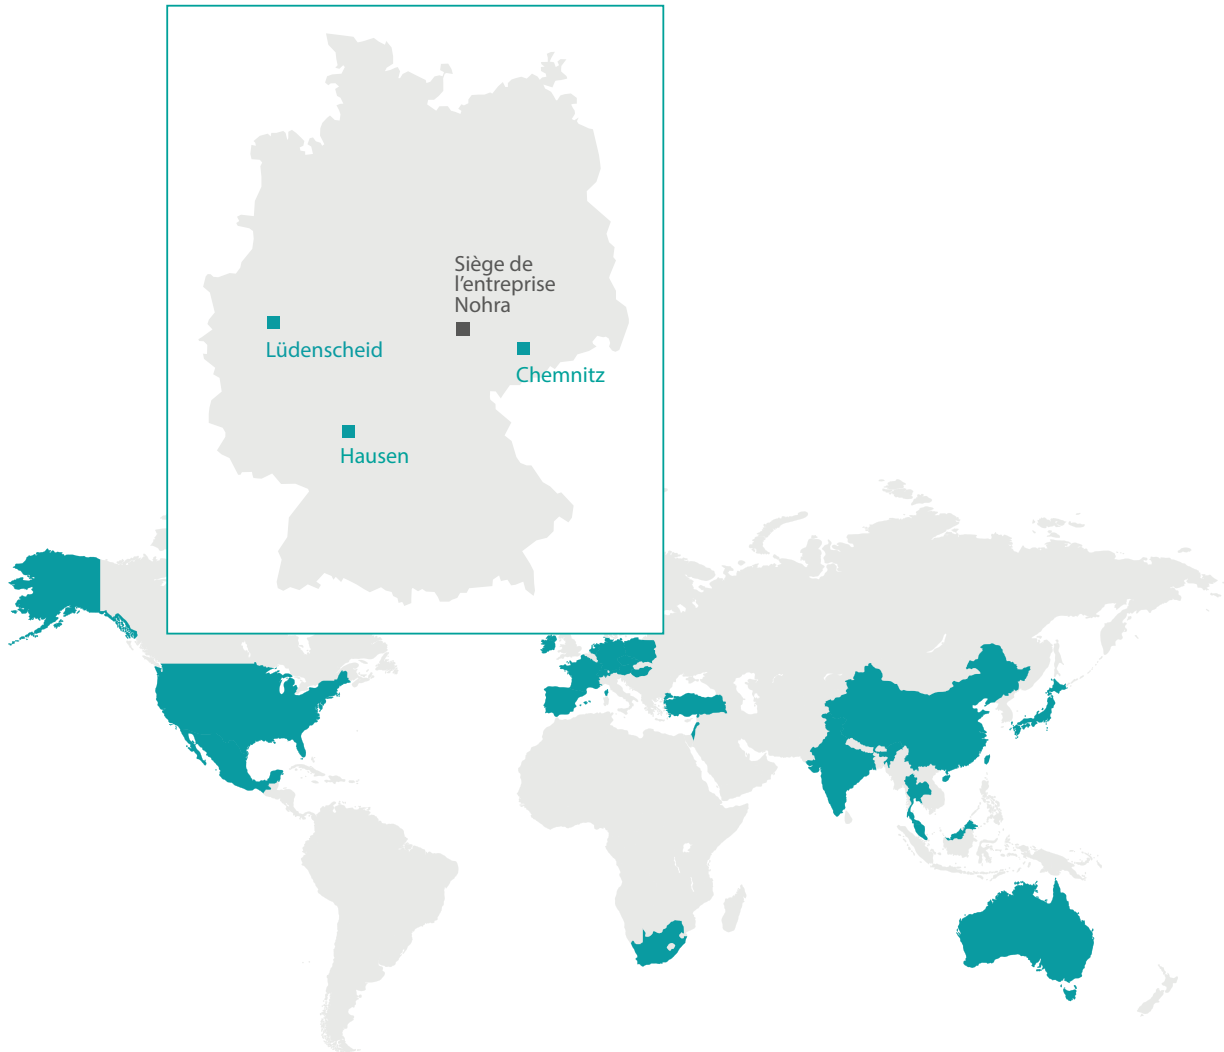 Siège de
l’entreprise
Nohra
Lüdenscheid
Chemnitz
Hausen